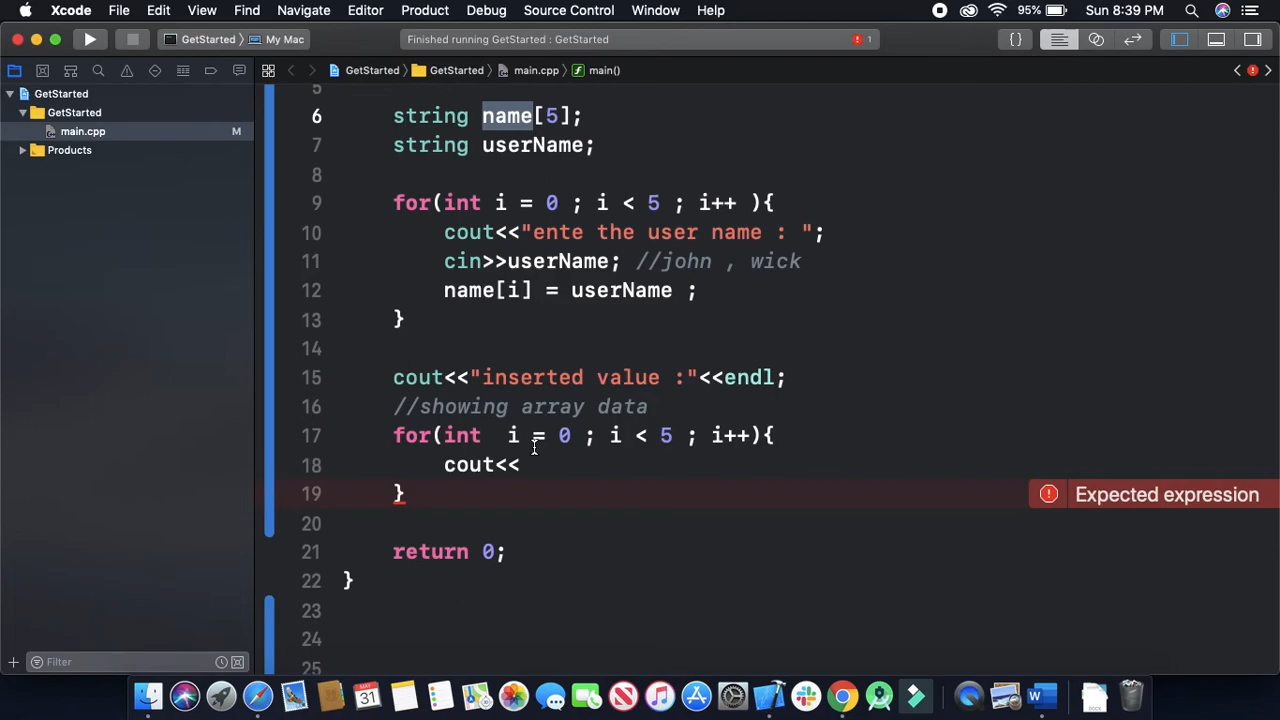 Xcode File Edit View Find Navigate Editor Product Debug Source Control Window Help 95% Sun 8:39 PM
GetStarted My Mac Finished running GetStarted : GetStarted 1
GetStarted GetStarted main.cpp main()
GetStarted
GetStarted
main.cpp M
Products
5
6 string name[5];
7 string userName;
8
9 for(int i = 0 ; i < 5 ; i++ ){
10 cout<<"ente the user name : ";
11 cin>>userName; //john , wick
12 name[i] = userName ;
13 }
14
15 cout<<"inserted value :"<<endl;
16 //showing array data
17 for(int  i = 0 ; i < 5 ; i++){
18 cout<<
19 } Expected expression
20
21 return 0;
22 }
23
24
25
Filter
MAY
31